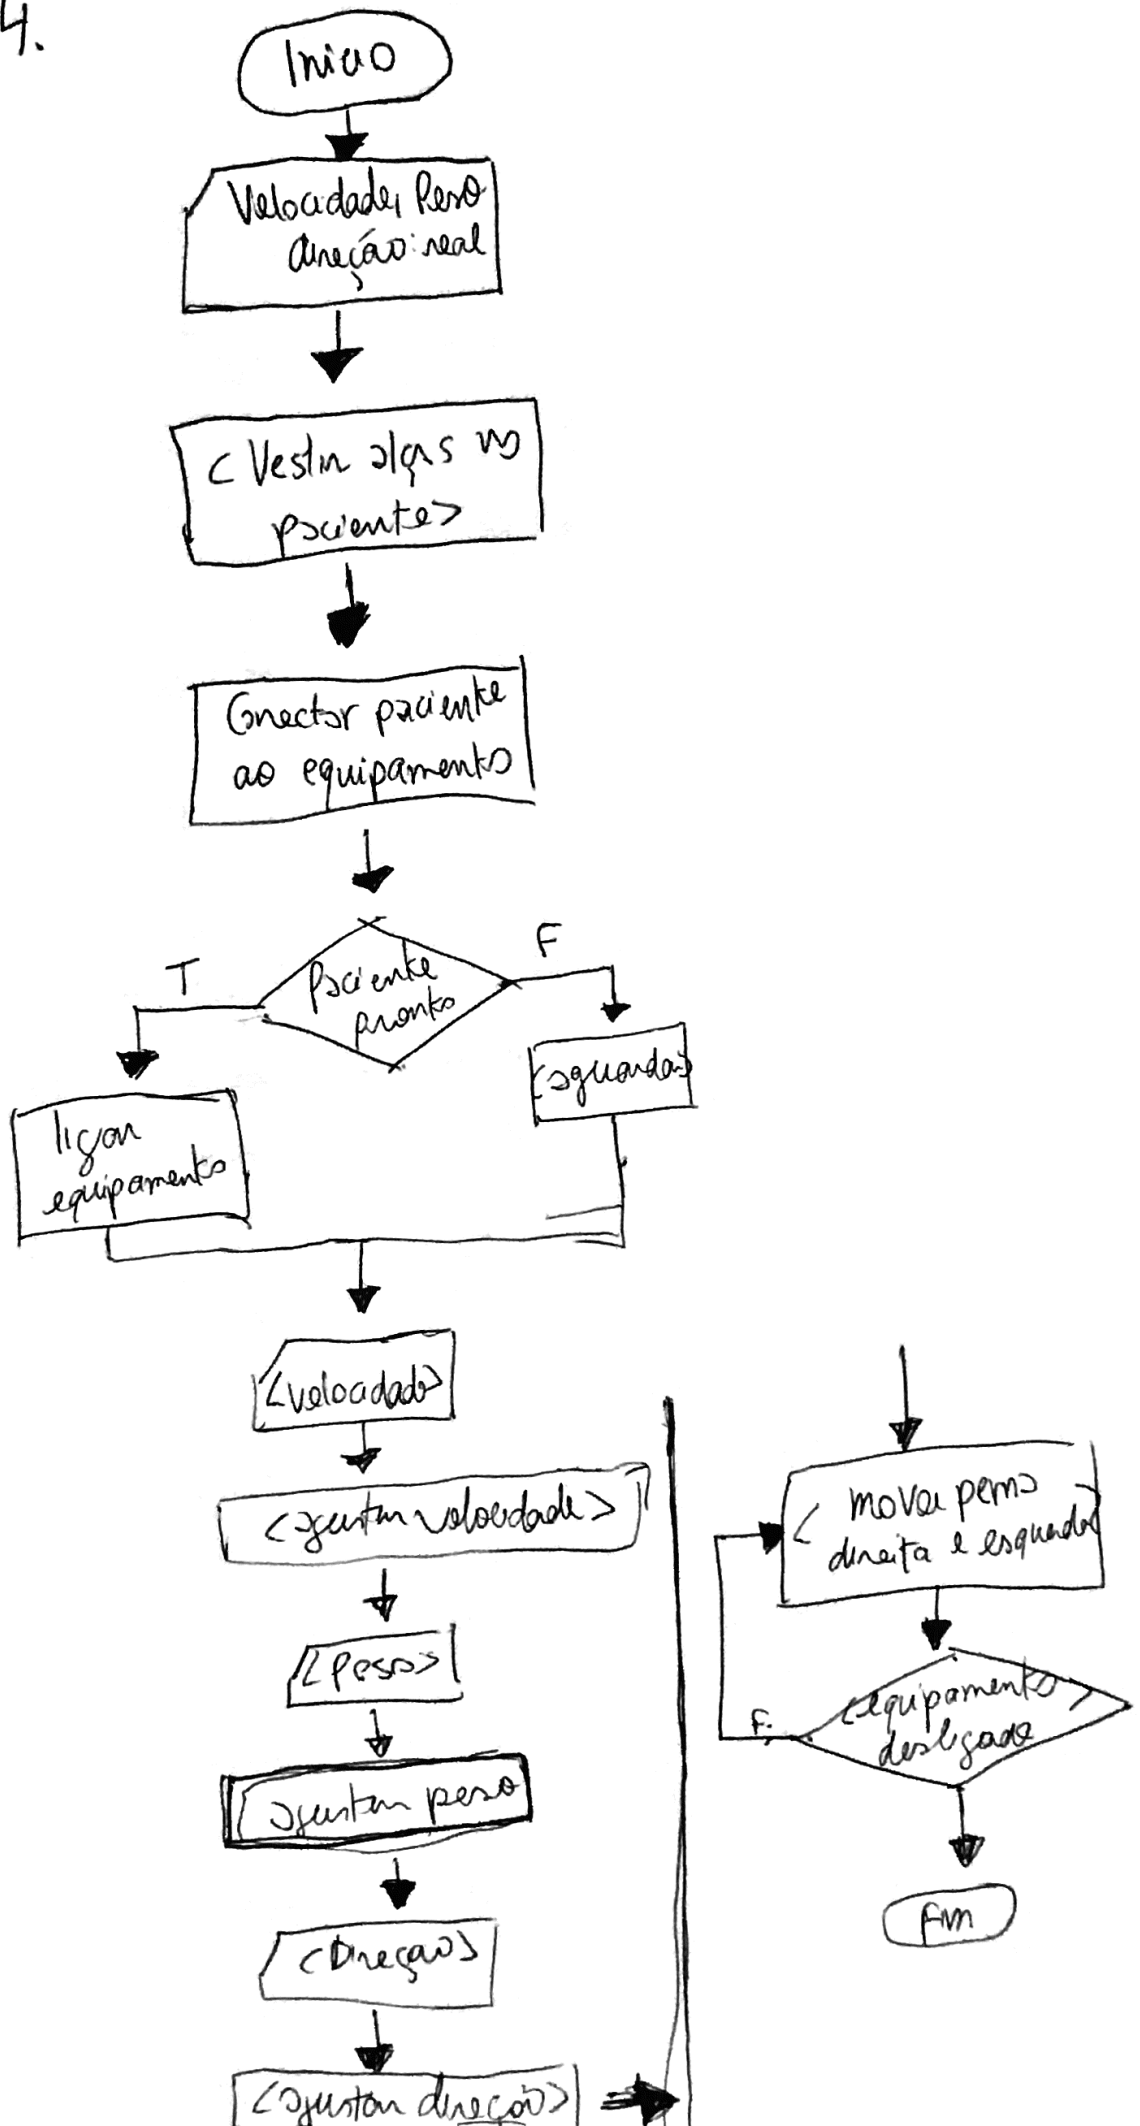 4.
Inicio
Velocidade, Peso
direção: real
< Vestir alças no
paciente>
Conectar paciente
ao equipamento
T
F
Paciente
pronto
<aguardar>
ligar
equipamento
<velocidade>
<ajustar velocidade>
<Peso>
ajustar peso
<Direção>
<ajustar direção>
< mover perna >
direita e esquerda
<equipamento>
desligado
F.
Fim